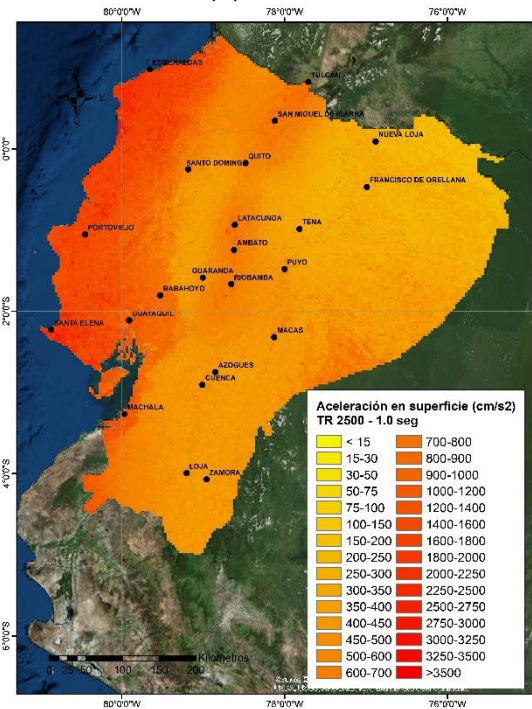 80°0'0"W 78°0'0"W 76°0'0"W
ESMERALDAS
TULCAN
W E
SAN MIGUEL DE IBARRA
NUEVA LOJA
0°0'0"
SANTO DOMINGO QUITO
FRANCISCO DE ORELLANA
LATACUNGA
TENA
PORTOVIEJO
AMBATO
PUYO
GUARANDA
RIOBAMBA
BABAHOYO
2°0'0"S
GUAYAQUIL
SANTA ELENA
MACAS
AZOGUES
CUENCA
MACHALA
LOJA
ZAMORA
4°0'0"S
6°0'0"S
Aceleración en superficie (cm/s2)
TR 2500 - 1.0 seg
< 15 700-800
15-30 800-900
30-50 900-1000
50-75 1000-1200
75-100 1200-1400
100-150 1400-1600
150-200 1600-1800
200-250 1800-2000
250-300 2000-2250
300-350 2250-2500
350-400 2500-2750
400-450 2750-3000
450-500 3000-3250
500-600 3250-3500
600-700 >3500
Kilometros
0 25 50 100 150 200
80°0'0"W 78°0'0"W 76°0'0"W